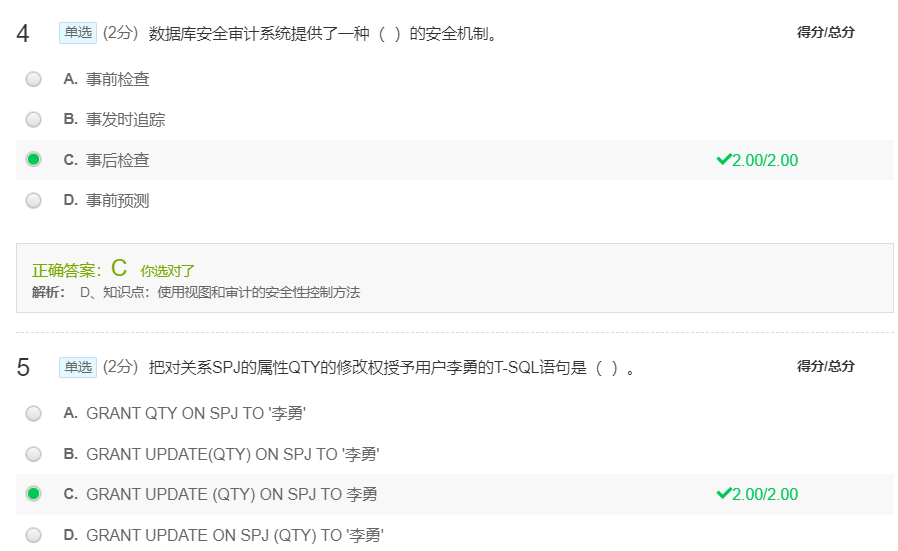 4 单选 (2分) 数据库安全审计系统提供了一种（ ）的安全机制。 得分/总分
A. 事前检查
B. 事发时追踪
C. 事后检查 2.00/2.00
D. 事前预测
正确答案：C 你选对了
解析： D、知识点：使用视图和审计的安全性控制方法
5 单选 (2分) 把对关系SPJ的属性QTY的修改权授予用户李勇的T-SQL语句是（ ）。 得分/总分
A. GRANT QTY ON SPJ TO '李勇'
B. GRANT UPDATE(QTY) ON SPJ TO '李勇'
C. GRANT UPDATE (QTY) ON SPJ TO 李勇 2.00/2.00
D. GRANT UPDATE ON SPJ (QTY) TO '李勇'